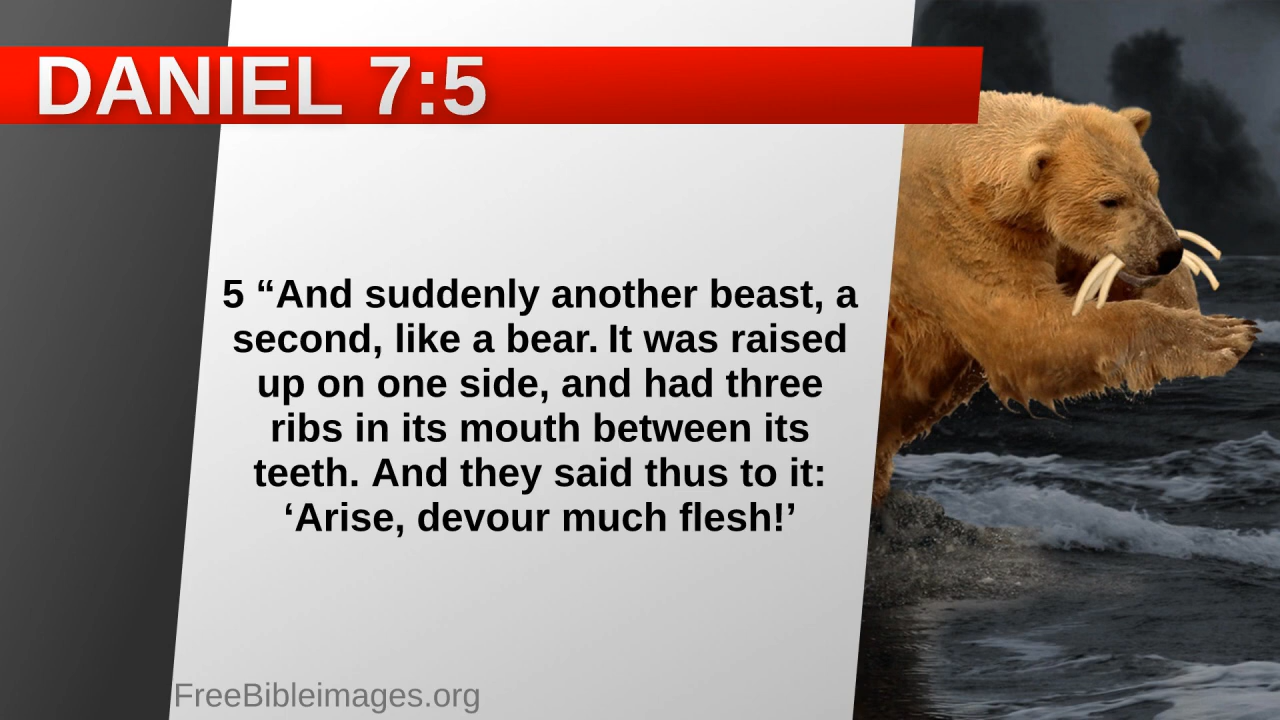 DANIEL 7:5
5 “And suddenly another beast, a
second, like a bear. It was raised
up on one side, and had three
ribs in its mouth between its
teeth. And they said thus to it:
‘Arise, devour much flesh!’
FreeBibleimages.org